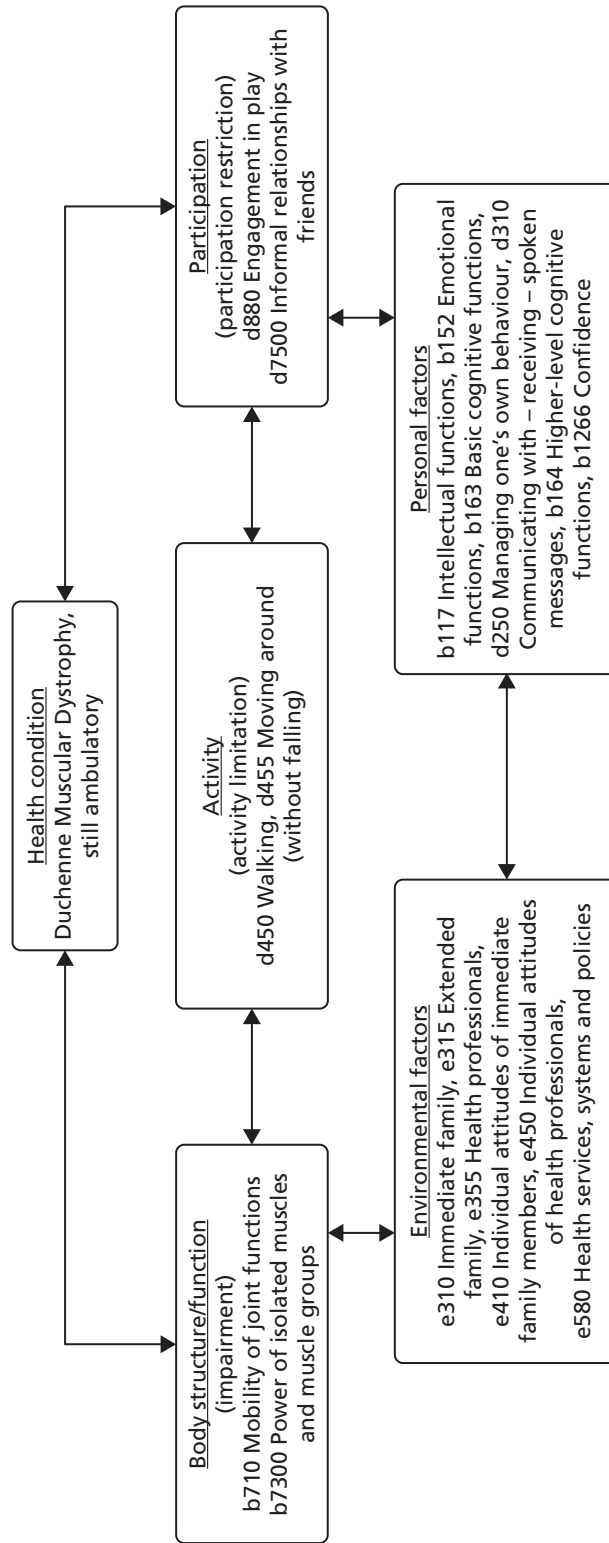 Health condition
Duchenne Muscular Dystrophy,
still ambulatory
Body structure/function
(impairment)
b710 Mobility of joint functions
b7300 Power of isolated muscles
and muscle groups
Activity
(activity limitation)
d450 Walking, d455 Moving around
(without falling)
Participation
(participation restriction)
d880 Engagement in play
d7500 Informal relationships with
friends
Environmental factors
e310 Immediate family, e315 Extended
family, e355 Health professionals,
e410 Individual attitudes of immediate
family members, e450 Individual attitudes
of health professionals,
e580 Health services, systems and policies
Personal factors
b117 Intellectual functions, b152 Emotional
functions, b163 Basic cognitive functions,
d250 Managing one’s own behaviour, d310
Communicating with – receiving – spoken
messages, b164 Higher-level cognitive
functions, b1266 Confidence